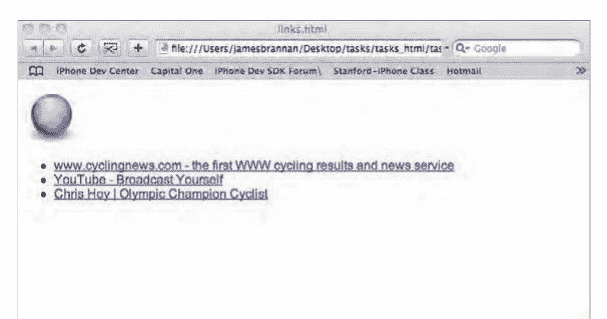 links.html
file:///Users/jamesbrannan/Desktop/tasks/tasks_html/tas
Google
iPhone Dev Center Capital One iPhone Dev SDK Forum\ Stanford-iPhone Class Hotmail
www.cyclingnews.com - the first WWW cycling results and news service
YouTube - Broadcast Yourself
Chris Hoy | Olympic Champion Cyclist